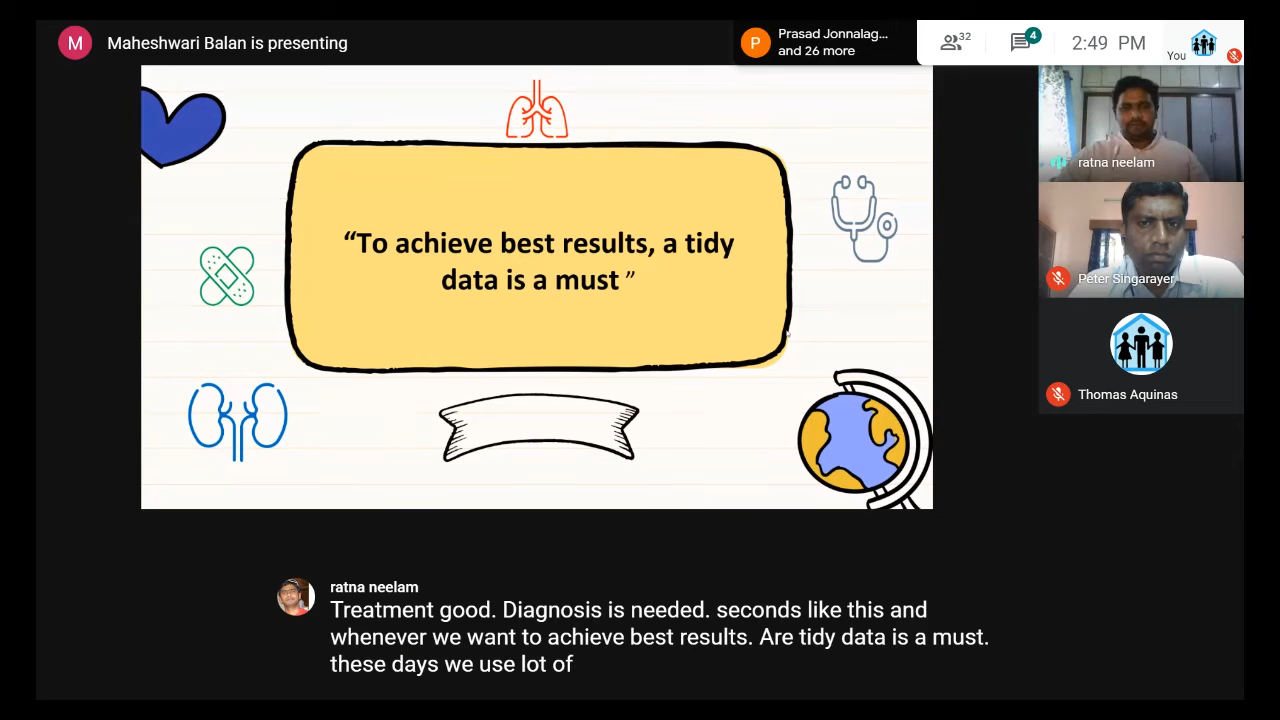 M Maheshwari Balan is presenting
P Prasad Jonnalag...
and 26 more
32
4
2:49 PM
You
ratna neelam
Peter Singarayer
Thomas Aquinas
“To achieve best results, a tidy
data is a must ”
ratna neelam
Treatment good. Diagnosis is needed. seconds like this and
whenever we want to achieve best results. Are tidy data is a must.
these days we use lot of